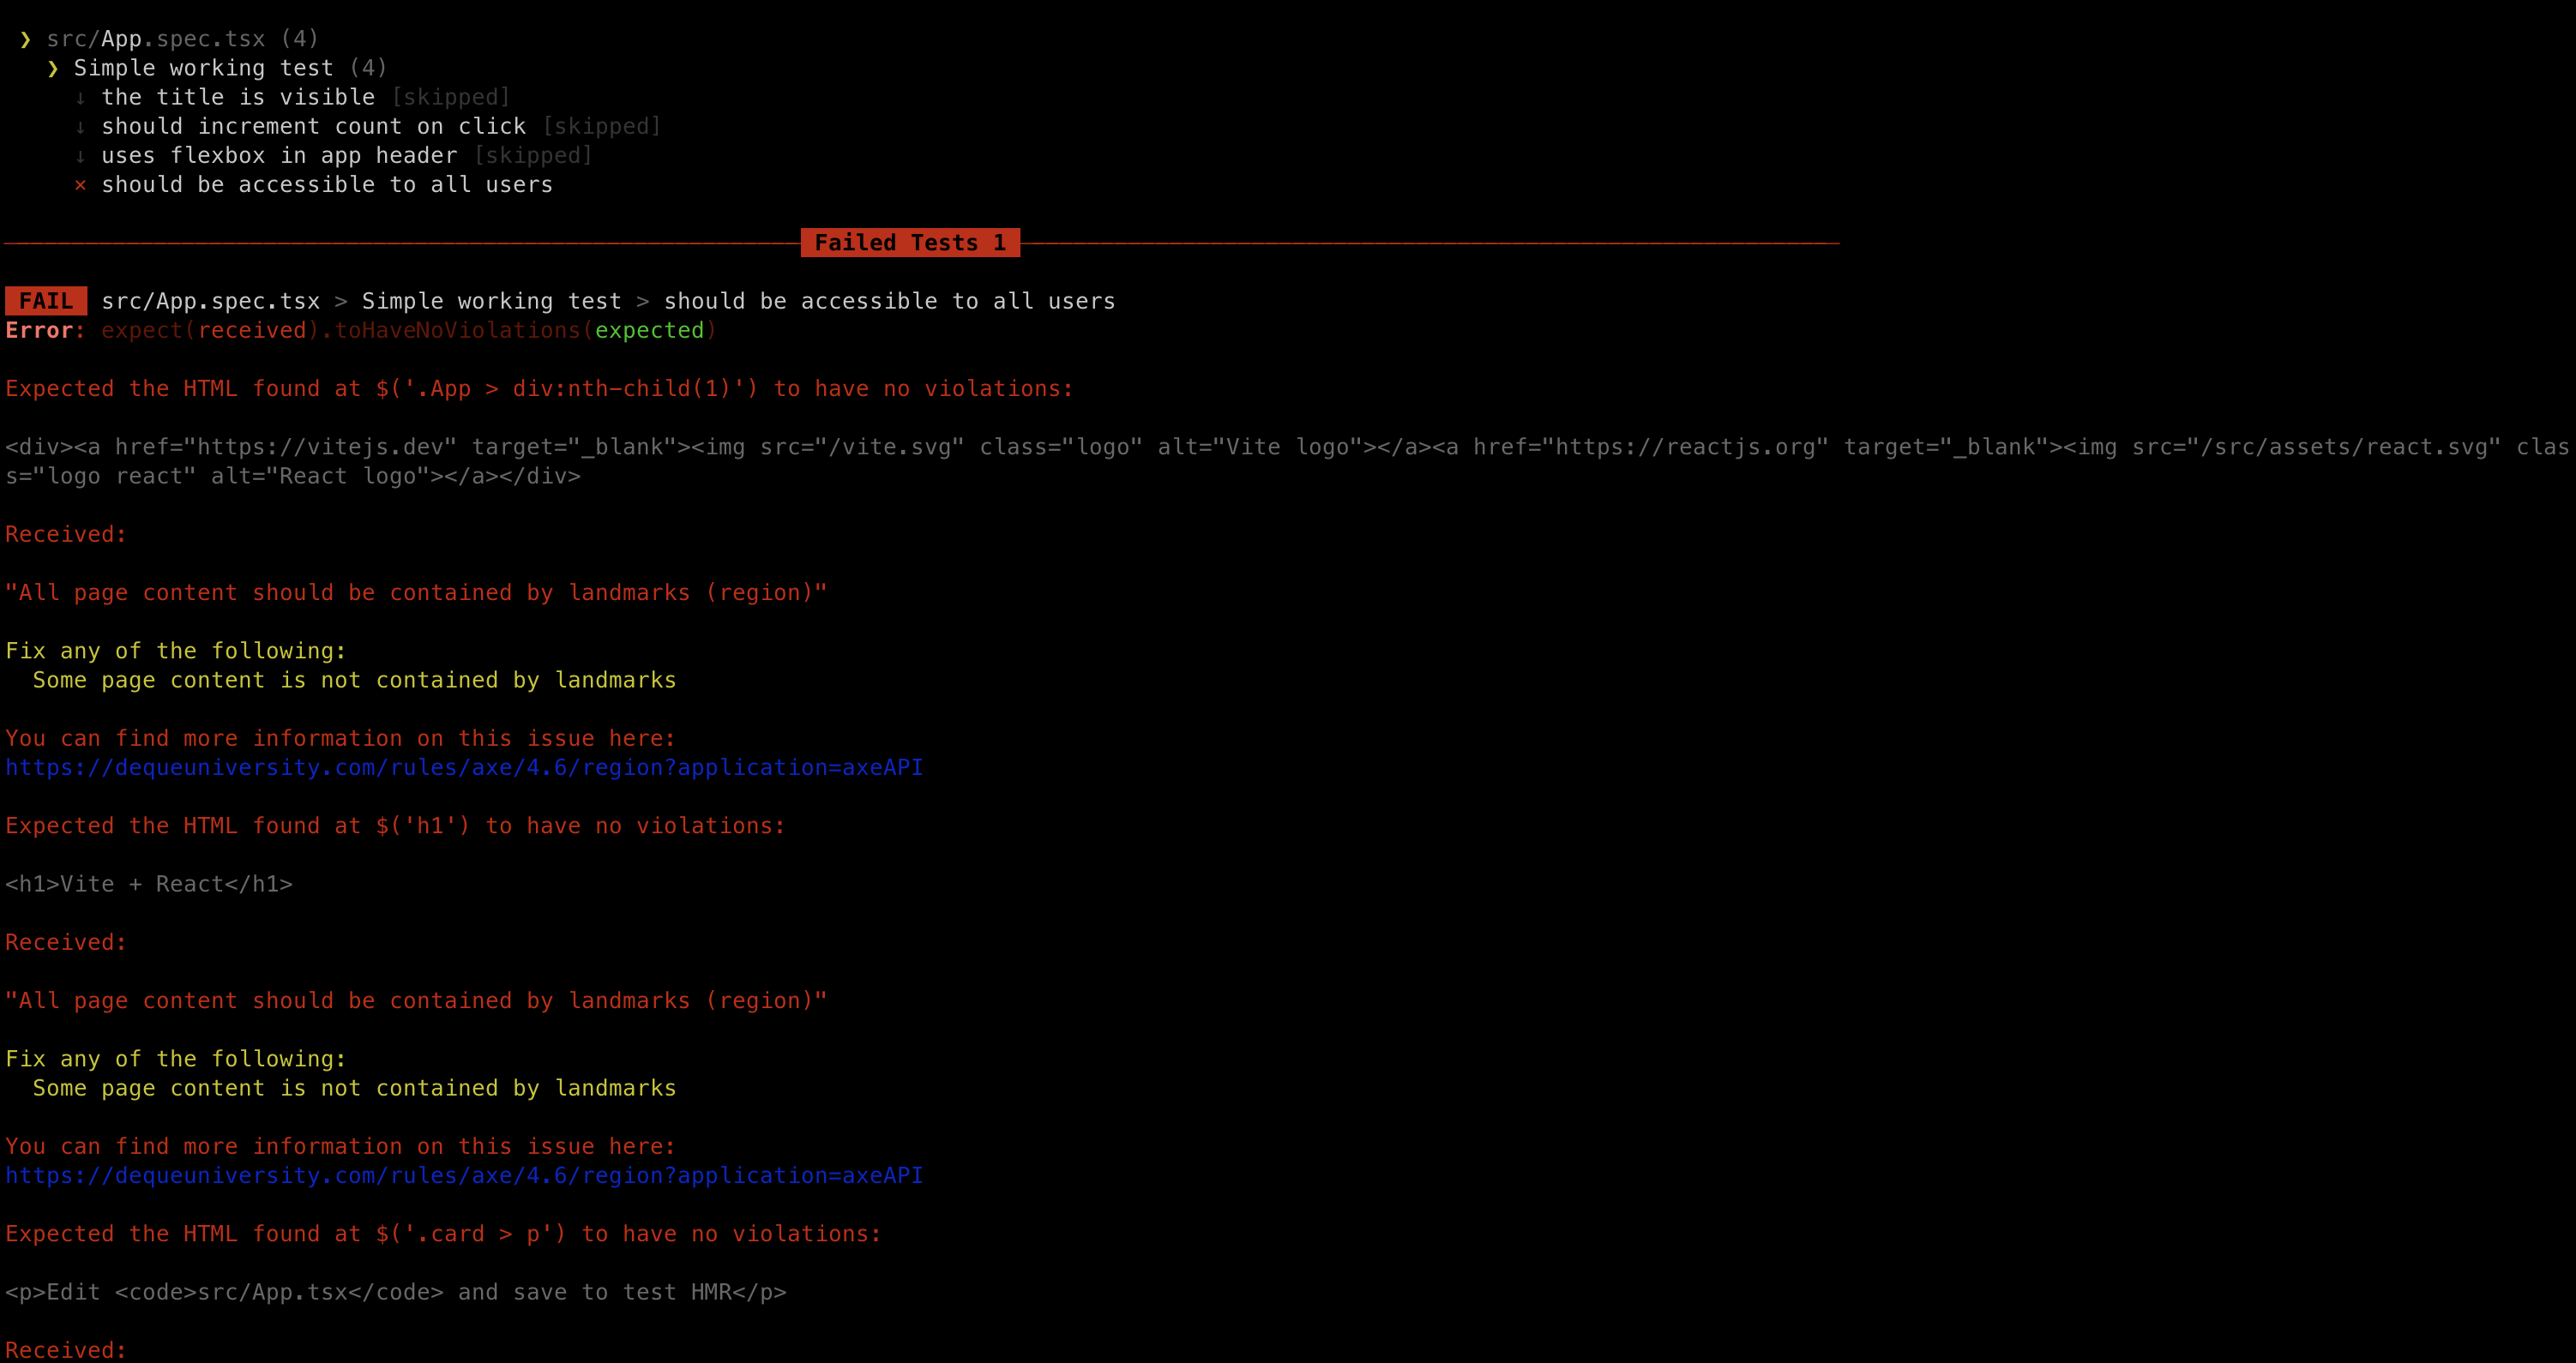 ❯ src/App.spec.tsx (4)
❯ Simple working test (4)
↓ the title is visible [skipped]
↓ should increment count on click [skipped]
↓ uses flexbox in app header [skipped]
× should be accessible to all users
Failed Tests 1
FAIL src/App.spec.tsx > Simple working test > should be accessible to all users
Error: expect(received).toHaveNoViolations(expected)
Expected the HTML found at $('.App > div:nth-child(1)') to have no violations:
<div><a href="https://vitejs.dev" target="_blank"><img src="/vite.svg" class="logo" alt="Vite logo"></a><a href="https://reactjs.org" target="_blank"><img src="/src/assets/react.svg" clas
s="logo react" alt="React logo"></a></div>
Received:
"All page content should be contained by landmarks (region)"
Fix any of the following:
Some page content is not contained by landmarks
You can find more information on this issue here:
https://dequeuniversity.com/rules/axe/4.6/region?application=axeAPI
Expected the HTML found at $('h1') to have no violations:
<h1>Vite + React</h1>
Received:
"All page content should be contained by landmarks (region)"
Fix any of the following:
Some page content is not contained by landmarks
You can find more information on this issue here:
https://dequeuniversity.com/rules/axe/4.6/region?application=axeAPI
Expected the HTML found at $('.card > p') to have no violations:
<p>Edit <code>src/App.tsx</code> and save to test HMR</p>
Received: